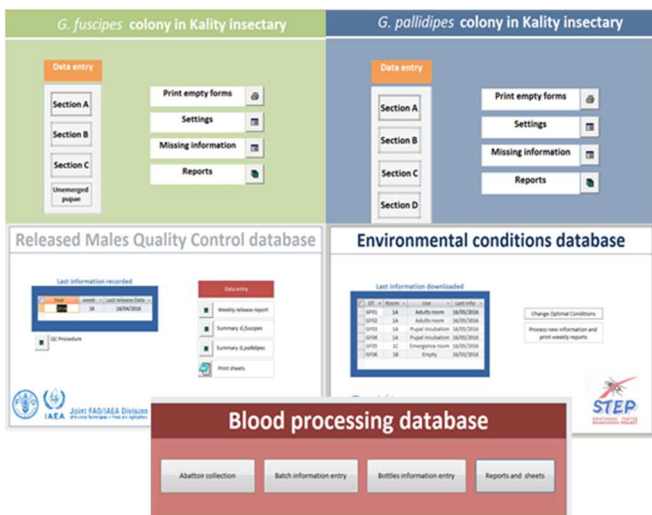 G. fuscipes colony in Kality insectary
Data entry
Section A
Section B
Section C
Unemerged
pupae
Print empty forms
Settings
Missing information
Reports
G. pallidipes colony in Kality insectary
Data entry
Section A
Section B
Section C
Section D
Print empty forms
Settings
Missing information
Reports
Released Males Quality Control database
Last information recorded
Year week Last release Date
2016 16 18/04/2016
QC Procedure
Data entry
Weekly release report
Summary G.fuscipes
Summary G.pallidipes
Print sheets
IAEA
Joint FAO/IAEA Division
Environmental conditions database
Last information downloaded
DT Room Use Last info
GF01 1A Adults room 16/05/2016
GF02 1A Adults room 16/05/2016
GF03 1A Pupal incubation 16/05/2016
GF04 1A Pupal incubation 16/05/2016
GF05 1C Emergence room 16/05/2016
GF06 1B Empty 16/05/2016
Change Optimal Conditions
Process new information and
print weekly reports
STEP
Blood processing database
Abattoir collection
Batch information entry
Bottles information entry
Reports and sheets